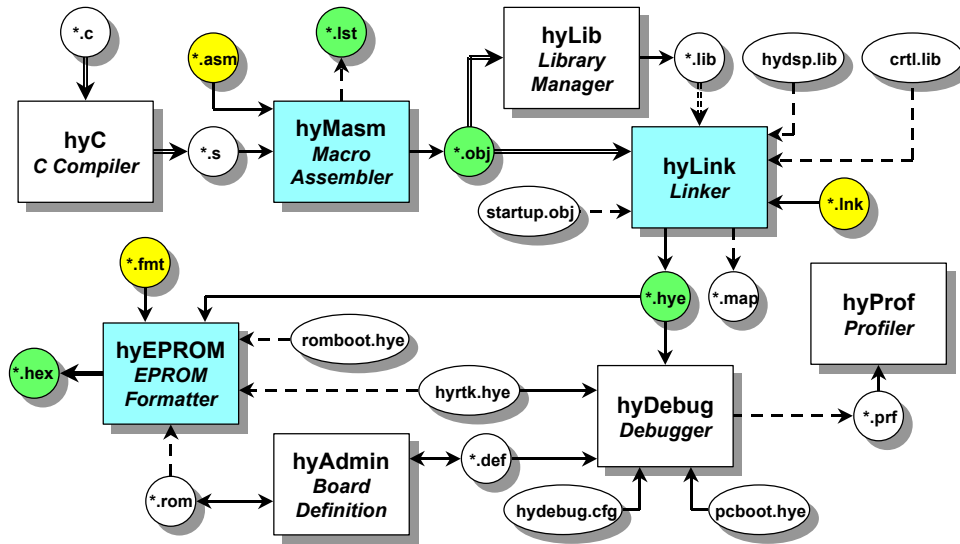 *.c
*.asm
*.lst
hyLib
Library
Manager
*.lib
hydsp.lib
crtl.lib
hyC
C Compiler
*.s
hyMasm
Macro
Assembler
*.obj
hyLink
Linker
startup.obj
*.lnk
*.fmt
*.hye
*.map
hyProf
Profiler
hyEPROM
EPROM
Formatter
romboot.hye
*.hex
hyrtk.hye
hyDebug
Debugger
*.prf
hyAdmin
Board
Definition
*.def
*.rom
hydebug.cfg
pcboot.hye